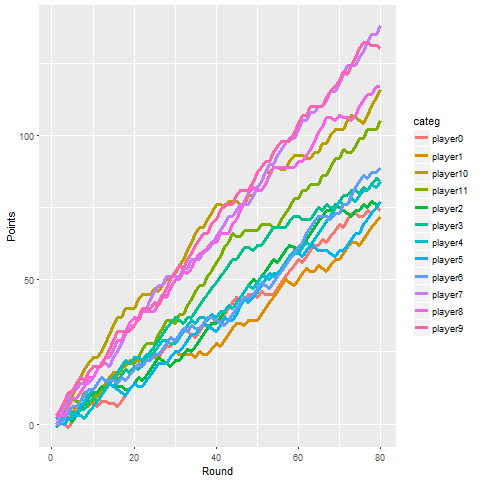 100
50
0
Points
0
20
40
60
80
Round
categ
player0
player1
player10
player11
player2
player3
player4
player5
player6
player7
player8
player9